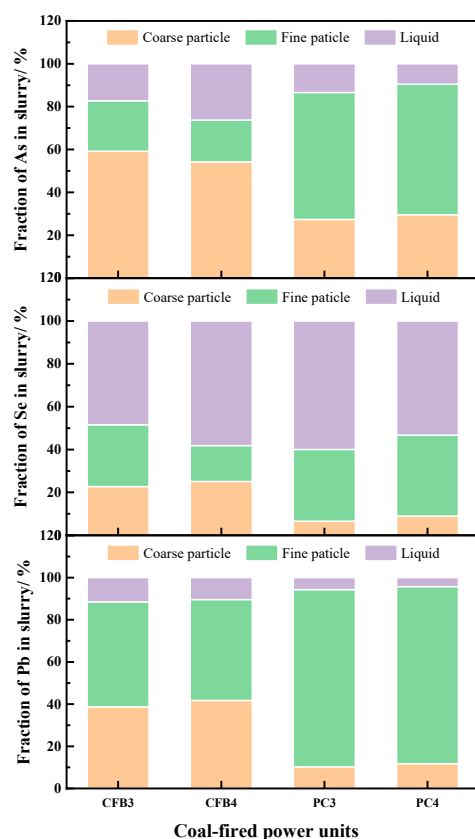 120
Coarse particle Fine paticle Liquid
100
80
60
40
20
Fraction of As in slurry/ %
120
Coarse particle Fine paticle Liquid
100
80
60
40
20
Fraction of Se in slurry/ %
120
Coarse particle Fine paticle Liquid
100
80
60
40
20
0
Fraction of Pb in slurry/ %
CFB3 CFB4 PC3 PC4
Coal-fired power units